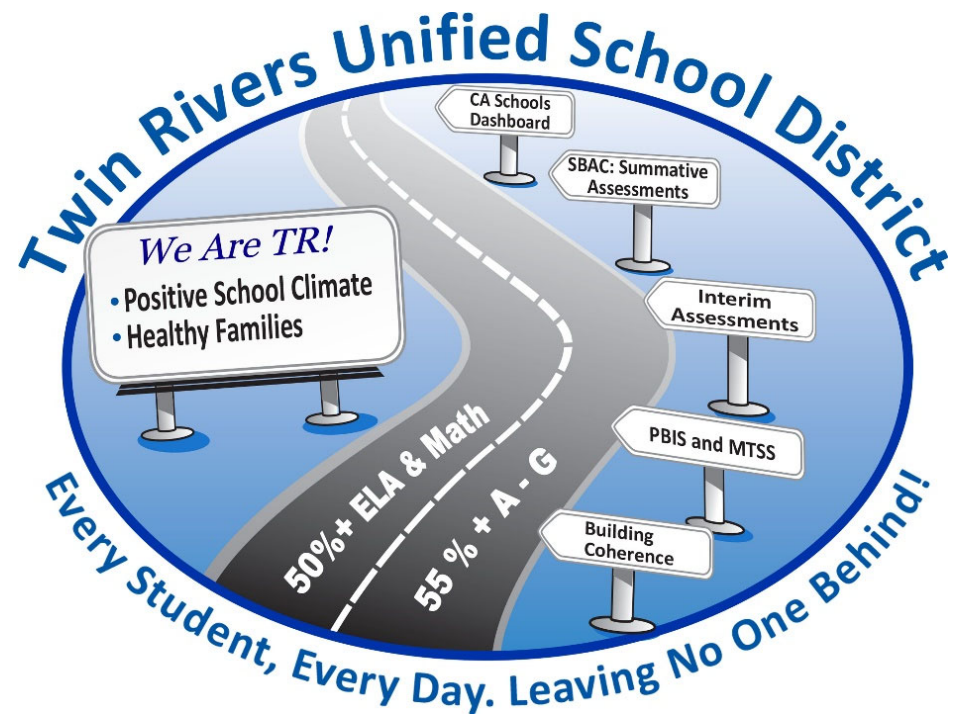 Twin Rivers Unified School District
CA Schools
Dashboard
SBAC: Summative
Assessments
We Are TR!
• Positive School Climate
• Healthy Families
Interim
Assessments
50%+ ELA & Math
55 % + A - G
PBIS and MTSS
Building
Coherence
Every Student, Every Day. Leaving No One Behind!